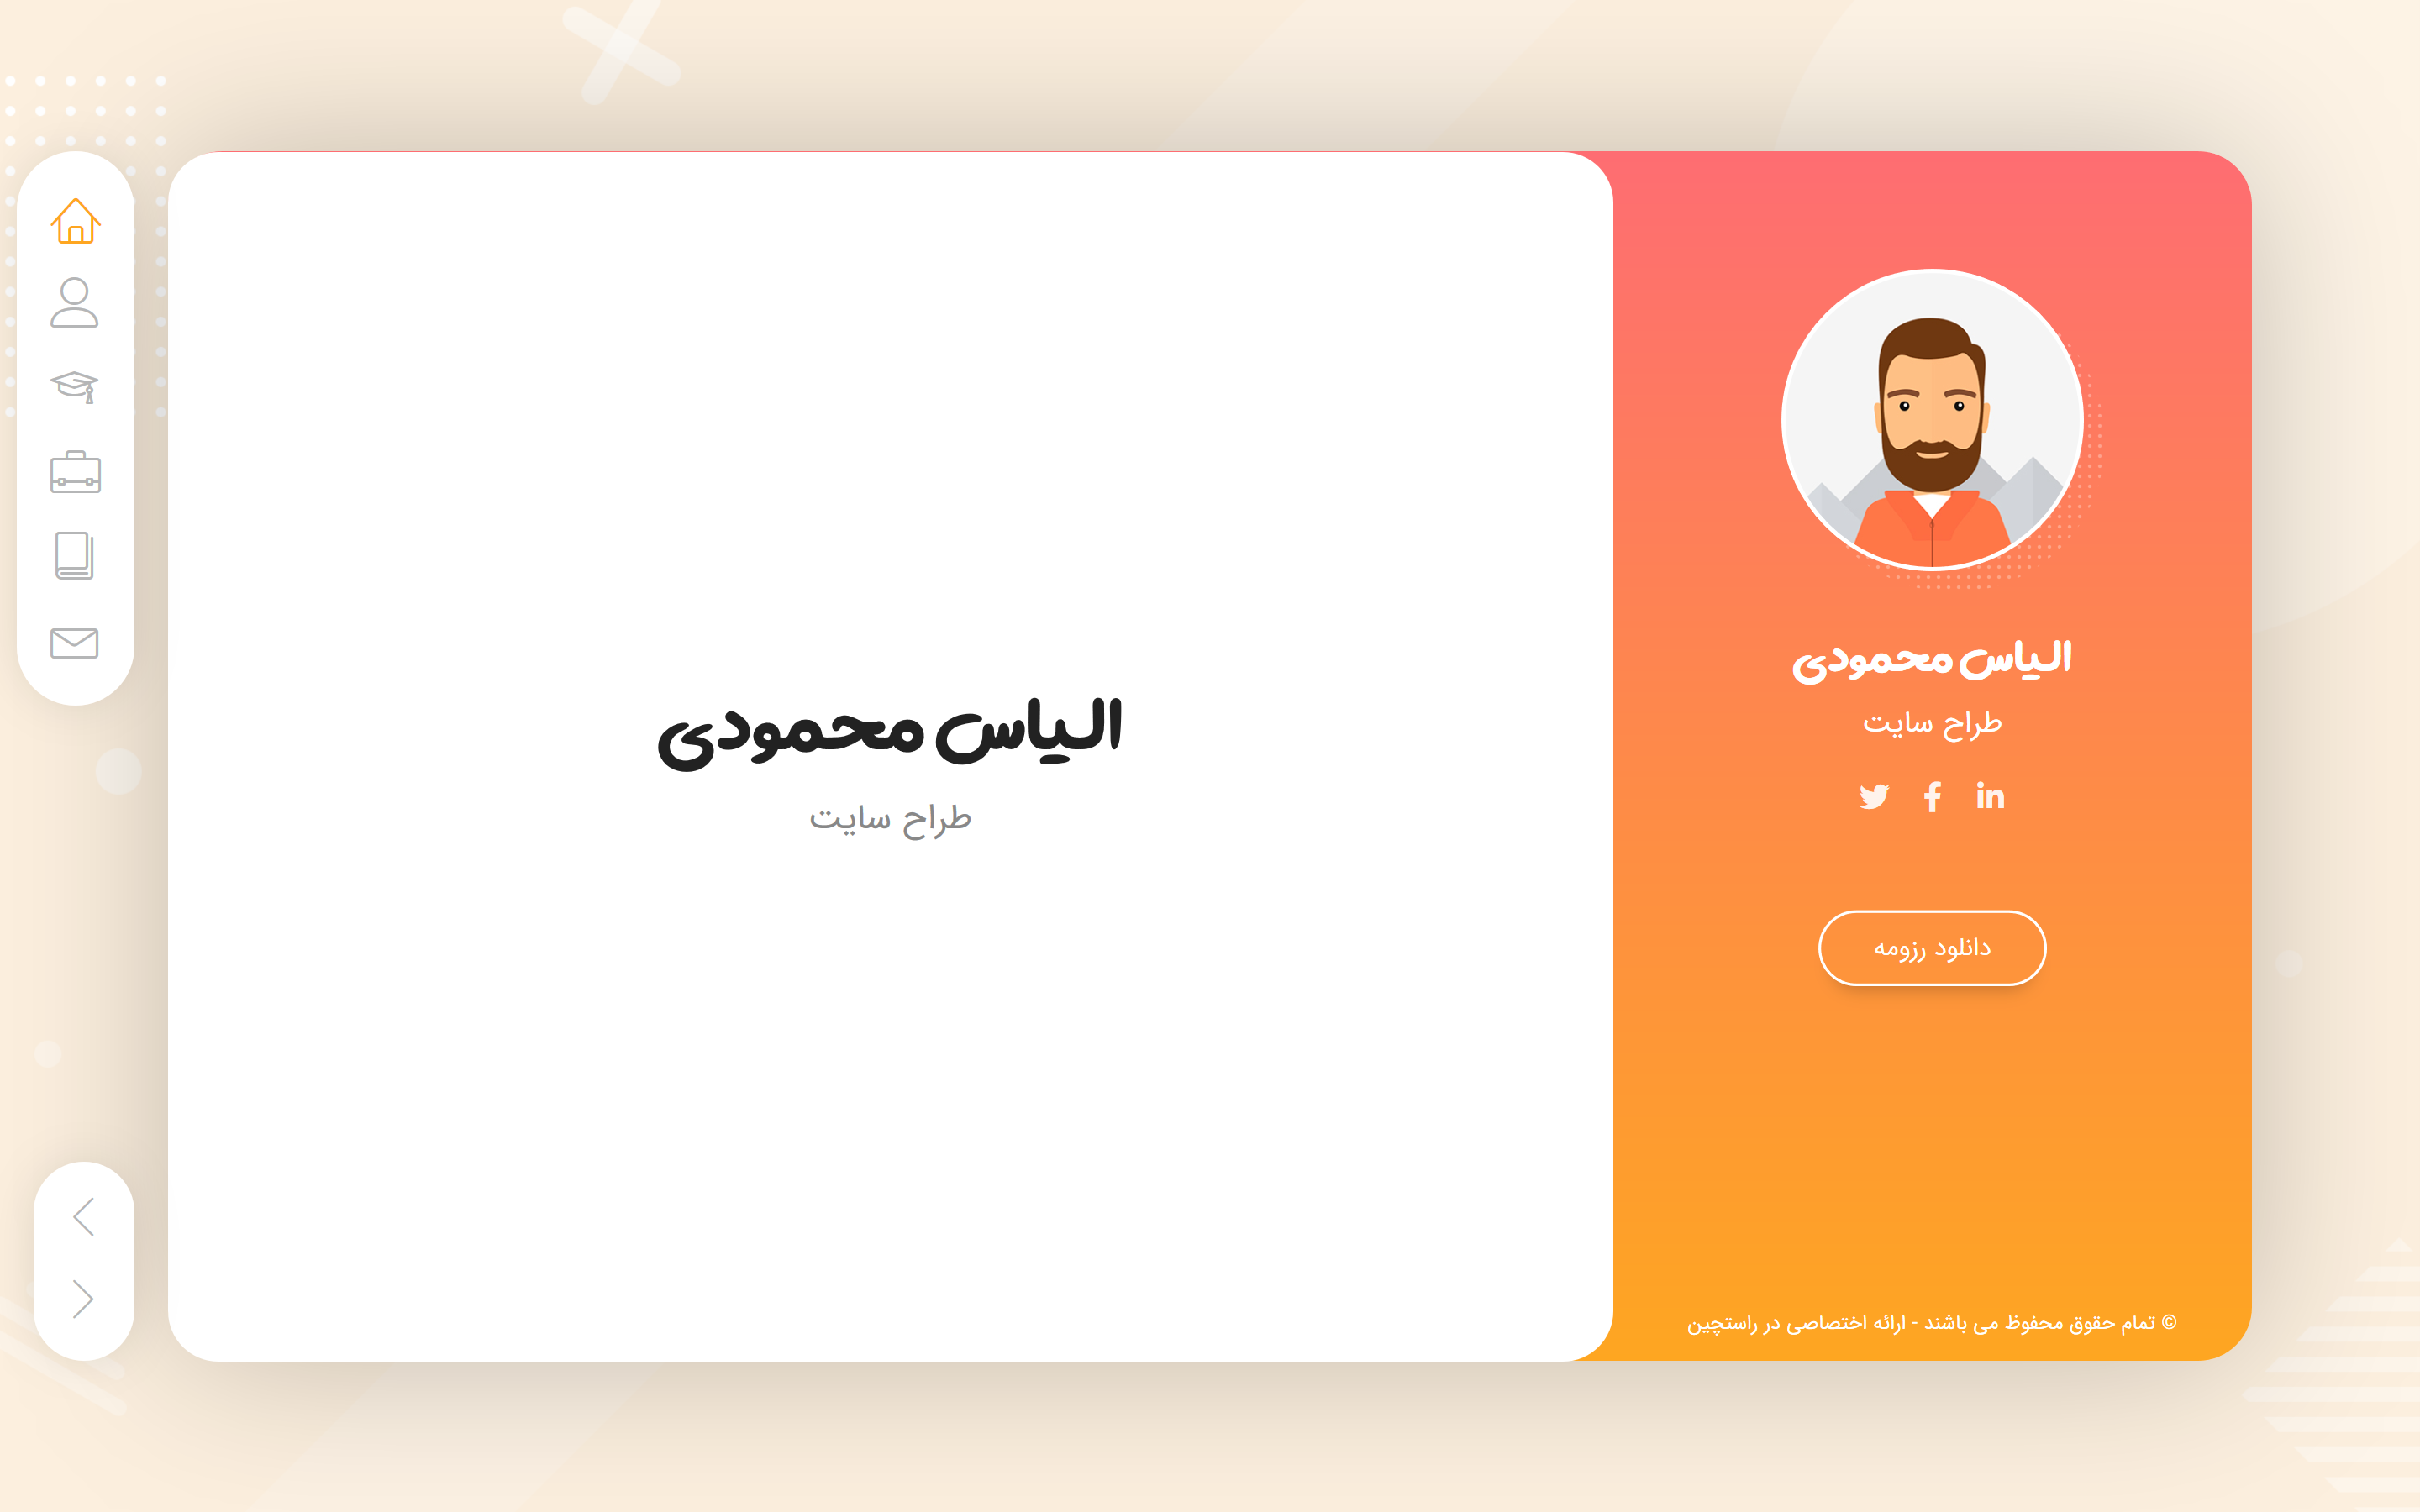 الیاس محمودی
طراح سایت
دانلود رزومه
© تمام حقوق محفوظ می باشند - ارائه اختصاصی در راستچین
الیاس محمودی
طراح سایت